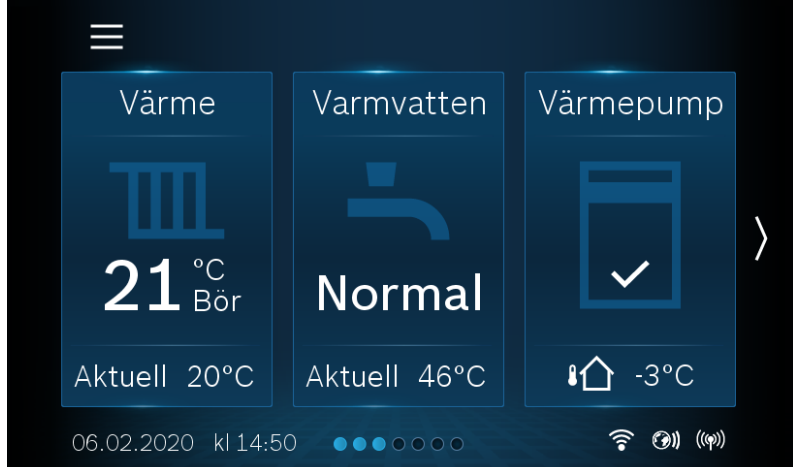 Värme
21 °C
Bör
Aktuell 20°C
Varmvatten
Normal
Aktuell 46°C
Värmepump
-3°C
06.02.2020 kl 14:50